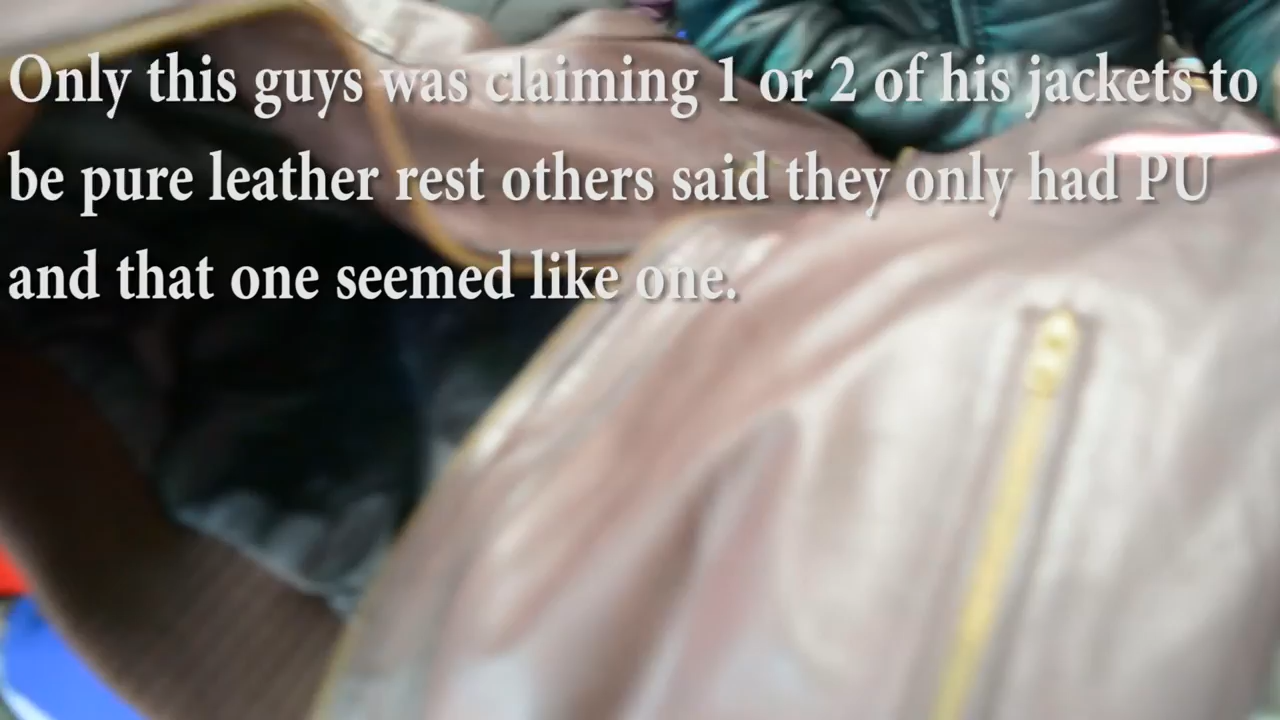 Only this guys was claiming 1 or 2 of his jackets to
be pure leather rest others said they only had PU
and that one seemed like one.